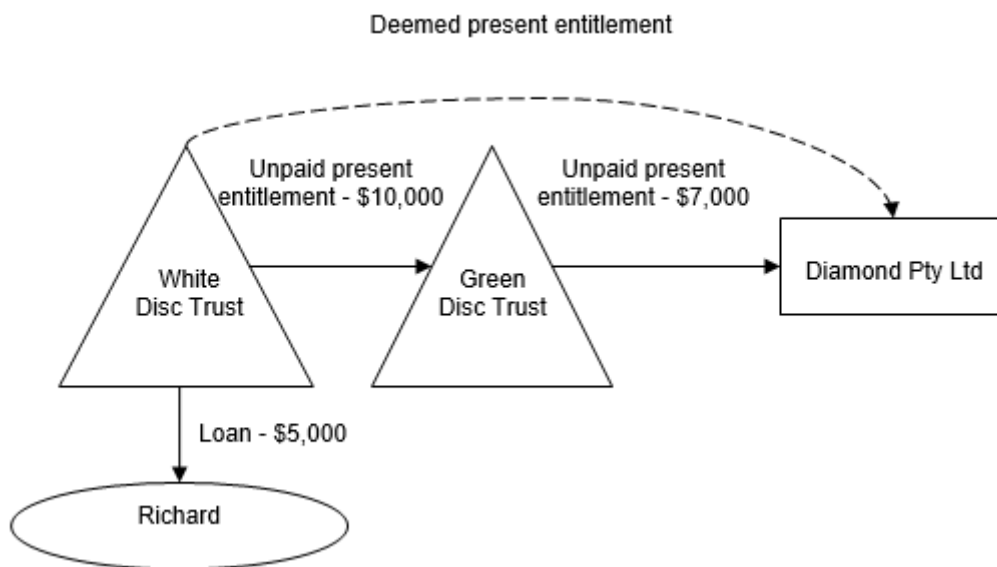 Deemed present entitlement
Unpaid present
entitlement - $10,000
Unpaid present
entitlement - $7,000
White
Disc Trust
Green
Disc Trust
Diamond Pty Ltd
Loan - $5,000
Richard